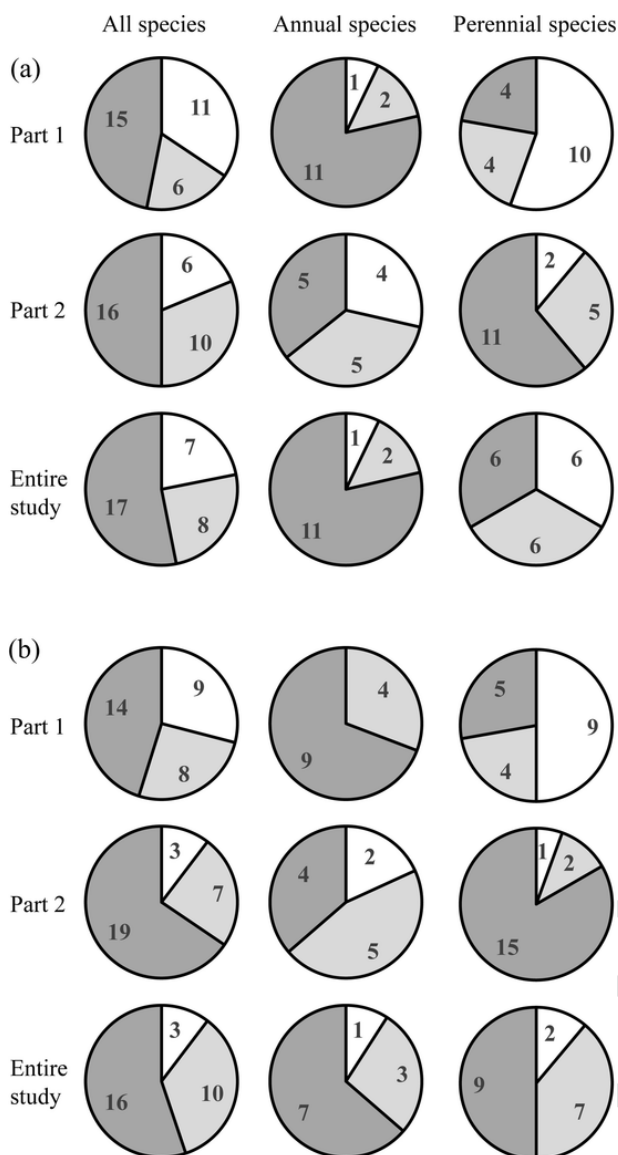 All species Annual species Perennial species
(a)
Part 1
15 11 6
1 2 11
4 10 4
Part 2
16 6 10
5 4 5
2 5 11
Entire
study
17 7 8
1 2 11
6 6 6
(b)
Part 1
14 9 8
4 9
5 9 4
Part 2
3 7 19
4 2 5
1 2 15
Entire
study
3 16 10
1 3 7
2 9 7